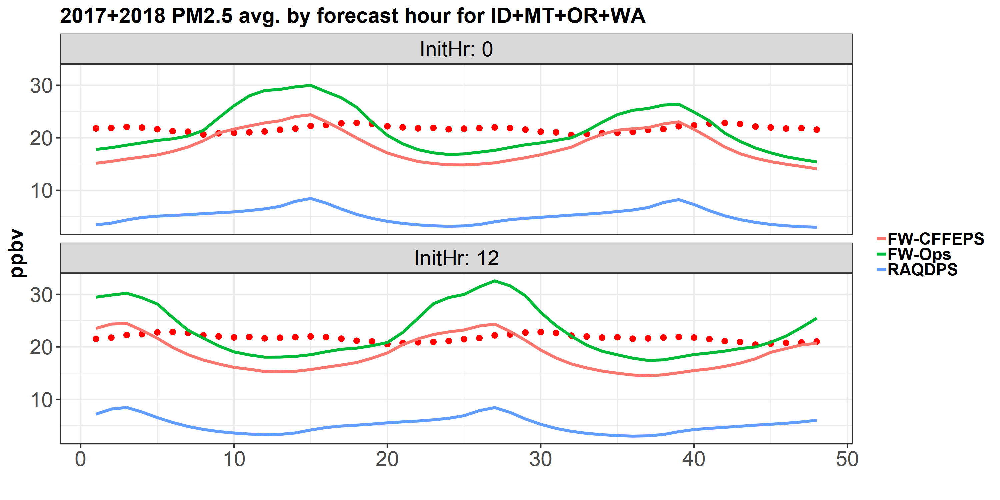 2017+2018 PM2.5 avg. by forecast hour for ID+MT+OR+WA
InitHr: 0
30
20
10
ppbv
FW-CFFEPS
FW-Ops
RAQDPS
InitHr: 12
30
20
10
0 10 20 30 40 50